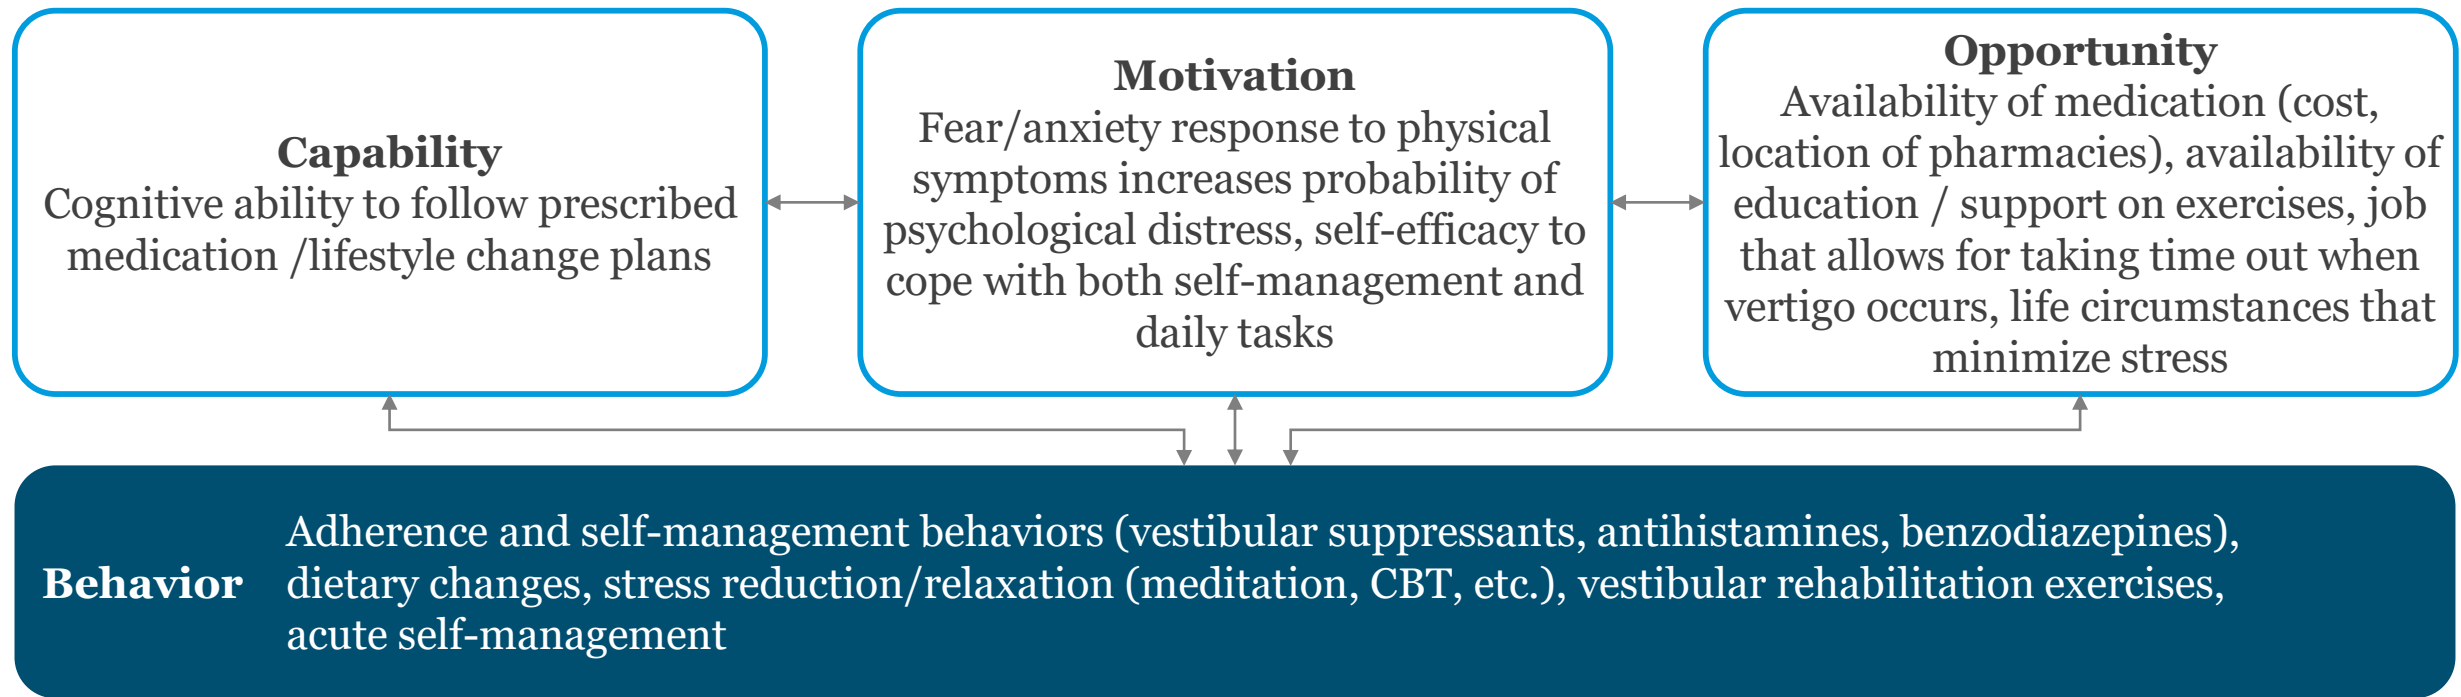 Capability
Cognitive ability to follow prescribed
medication /lifestyle change plans
Motivation
Fear/anxiety response to physical
symptoms increases probability of
psychological distress, self-efficacy to
cope with both self-management and
daily tasks
Opportunity
Availability of medication (cost,
location of pharmacies), availability of
education / support on exercises, job
that allows for taking time out when
vertigo occurs, life circumstances that
minimize stress
Behavior
Adherence and self-management behaviors (vestibular suppressants, antihistamines, benzodiazepines),
dietary changes, stress reduction/relaxation (meditation, CBT, etc.), vestibular rehabilitation exercises,
acute self-management